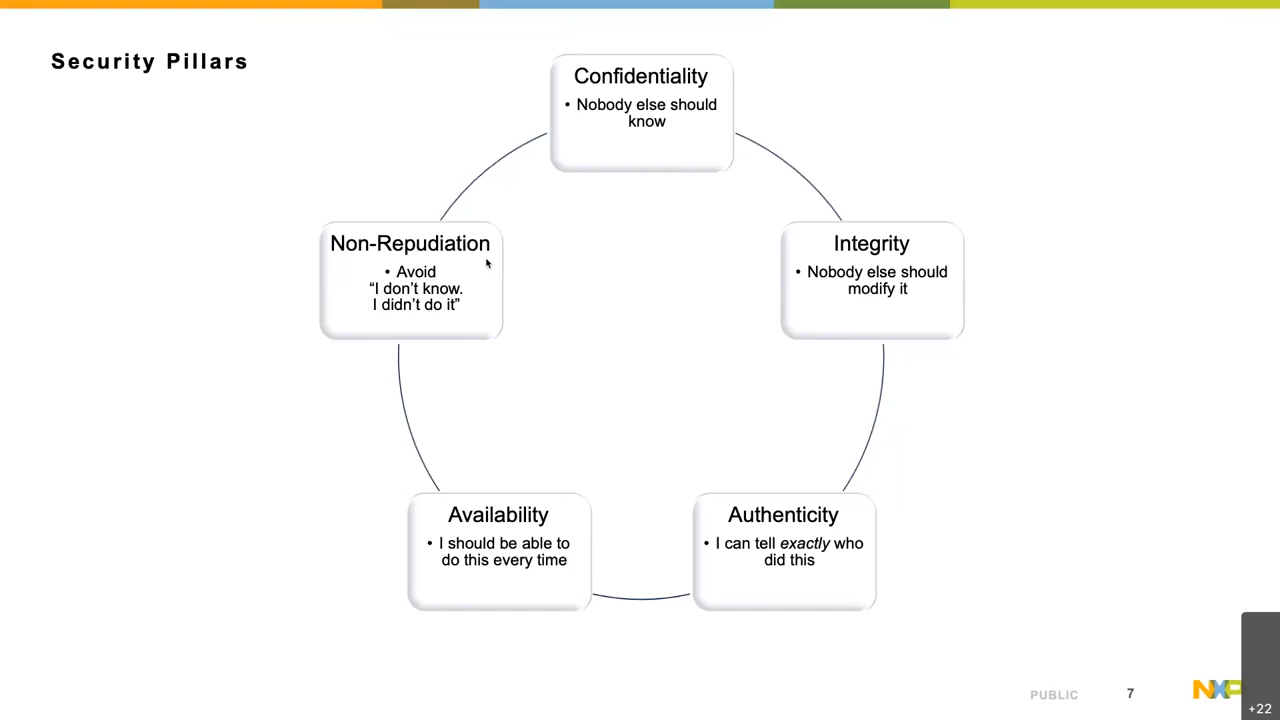 Security Pillars
Confidentiality
• Nobody else should
know
Non-Repudiation
• Avoid
“I don’t know.
I didn’t do it”
Integrity
• Nobody else should
modify it
Availability
• I should be able to
do this every time
Authenticity
• I can tell exactly who
did this
PUBLIC
7
NXP
+22